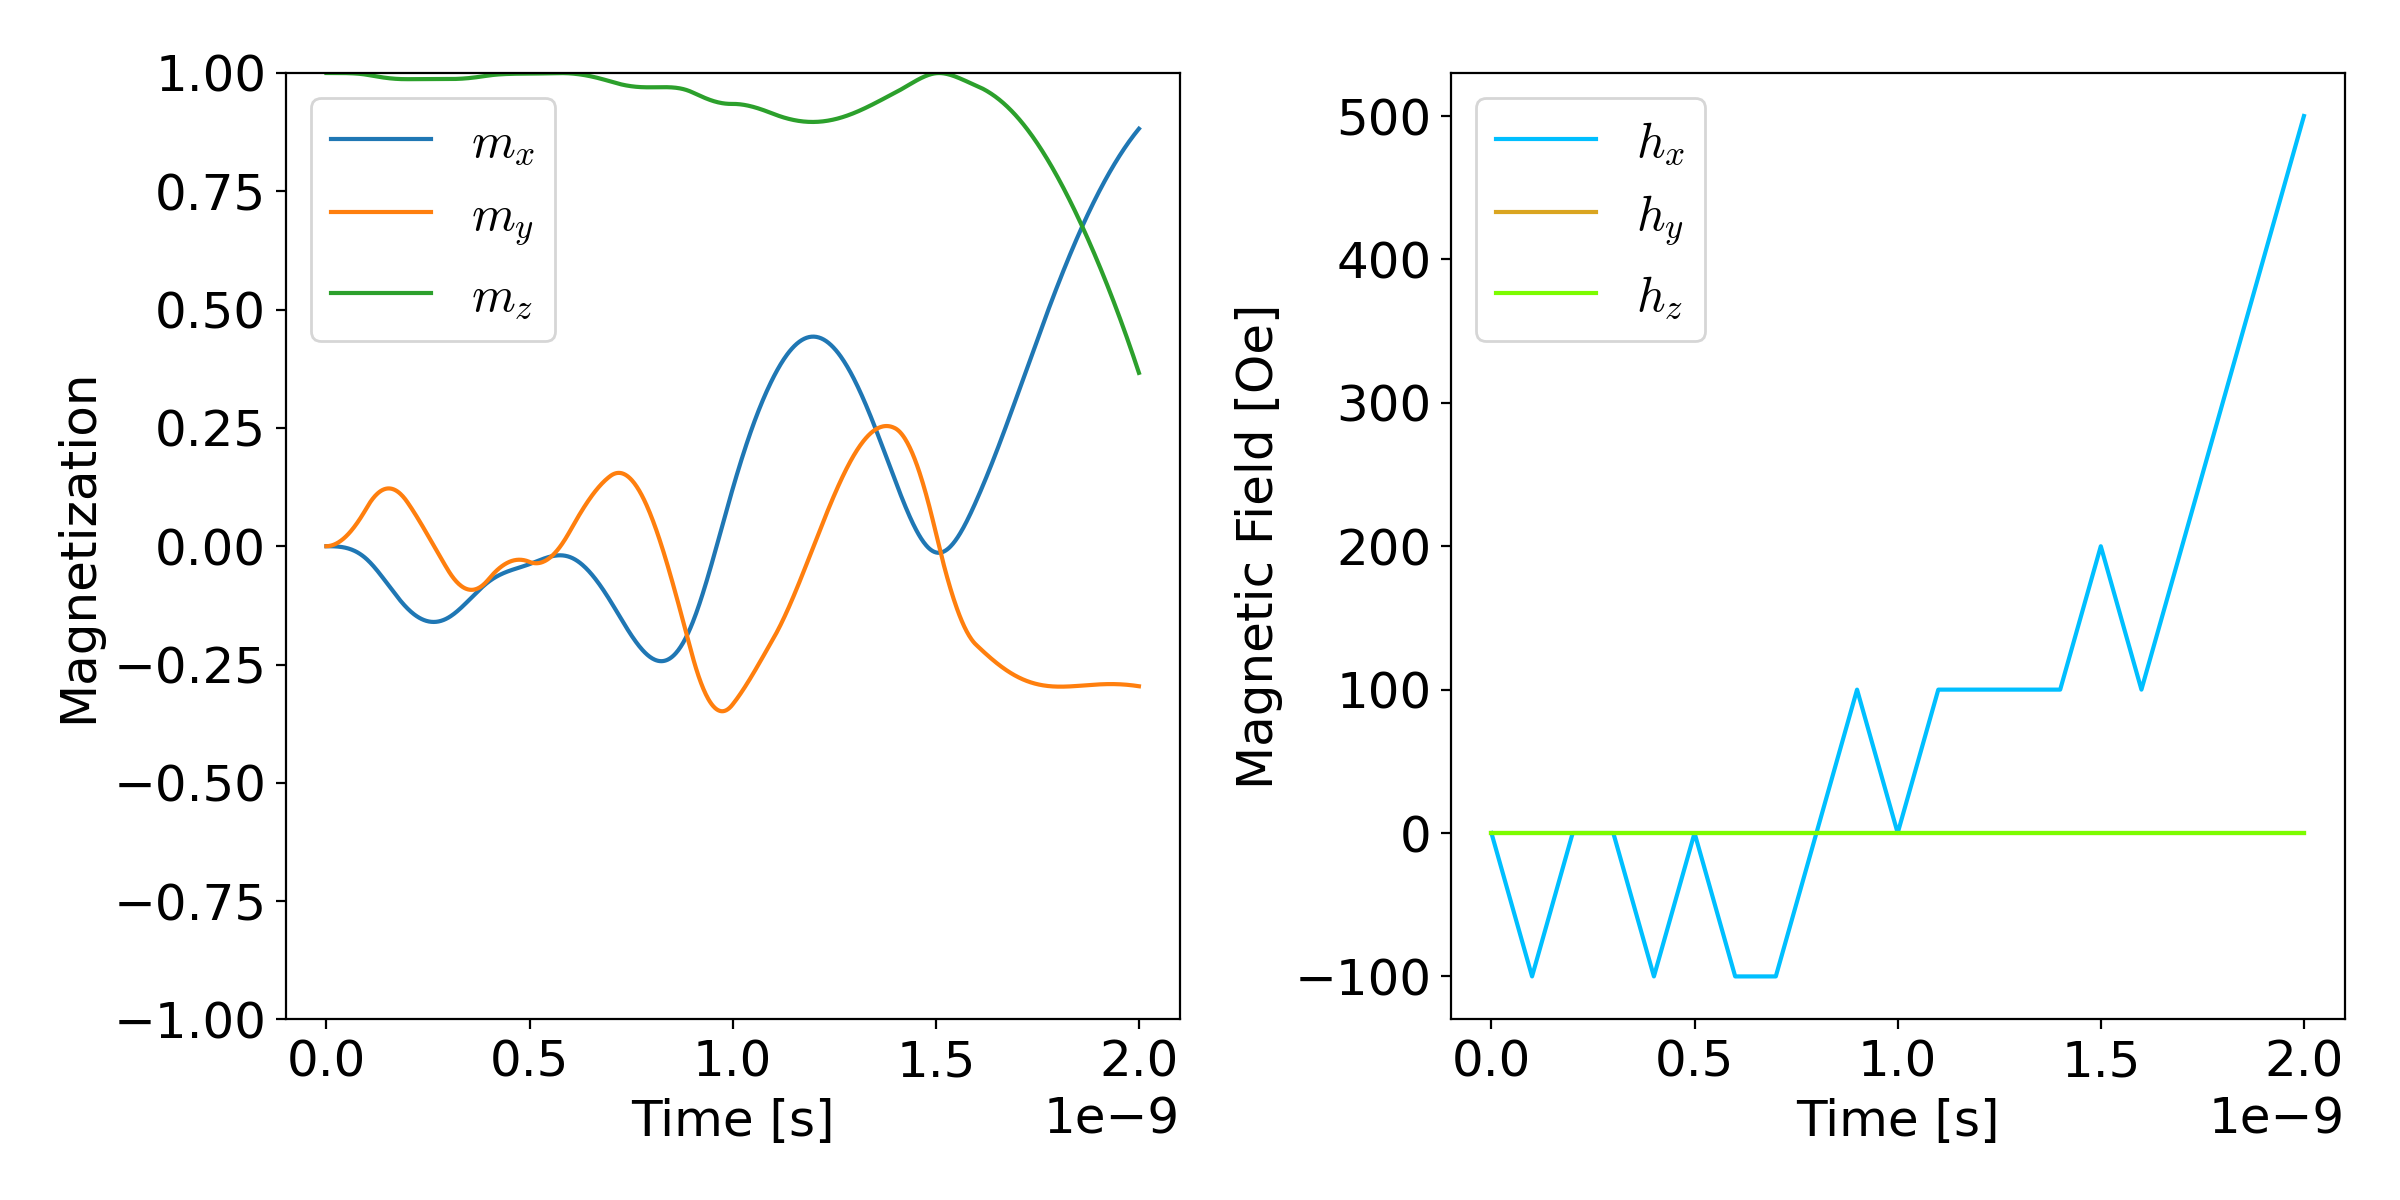 Magnetization
1.00
0.75
0.50
0.25
0.00
−0.25
−0.50
−0.75
−1.00
m_x
m_y
m_z
0.0 0.5 1.0 1.5 2.0
Time [s]
1e−9
Magnetic Field [Oe]
500
400
300
200
100
0
−100
h_x
h_y
h_z
0.0 0.5 1.0 1.5 2.0
Time [s]
1e−9